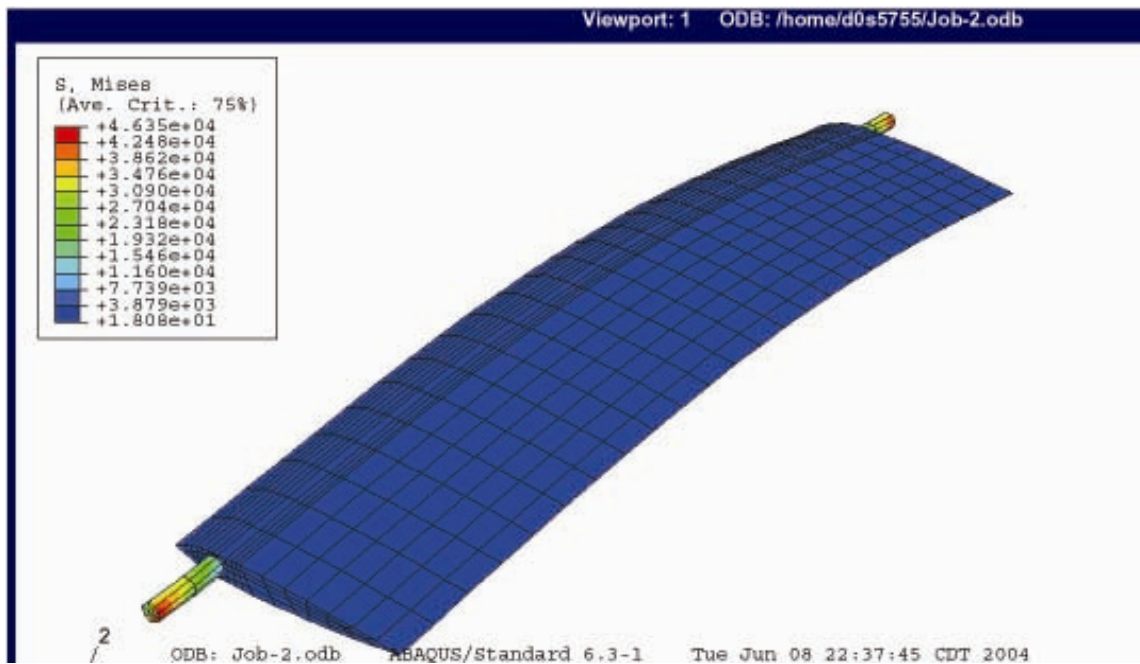 Viewport: 1 ODB: /home/d0s5755/Job-2.odb
S, Mises
(Ave. Crit.: 75%)
+4.635e+04
+4.248e+04
+3.862e+04
+3.476e+04
+3.090e+04
+2.704e+04
+2.318e+04
+1.932e+04
+1.546e+04
+1.160e+04
+7.739e+03
+3.879e+03
+1.808e+01
2
ODB: Job-2.odb ABAQUS/Standard 6.3-1 Tue Jun 08 22:37:45 CDT 2004